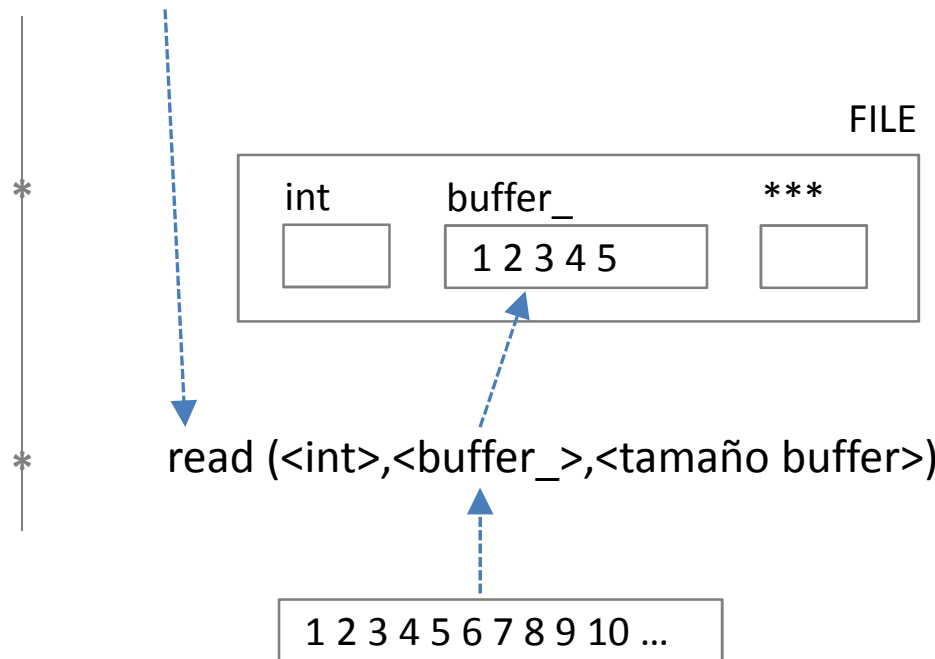 FILE
*
int buffer_ ***
1 2 3 4 5
*
read (<int>,<buffer_>,<tamaño buffer>)
1 2 3 4 5 6 7 8 9 10 ...